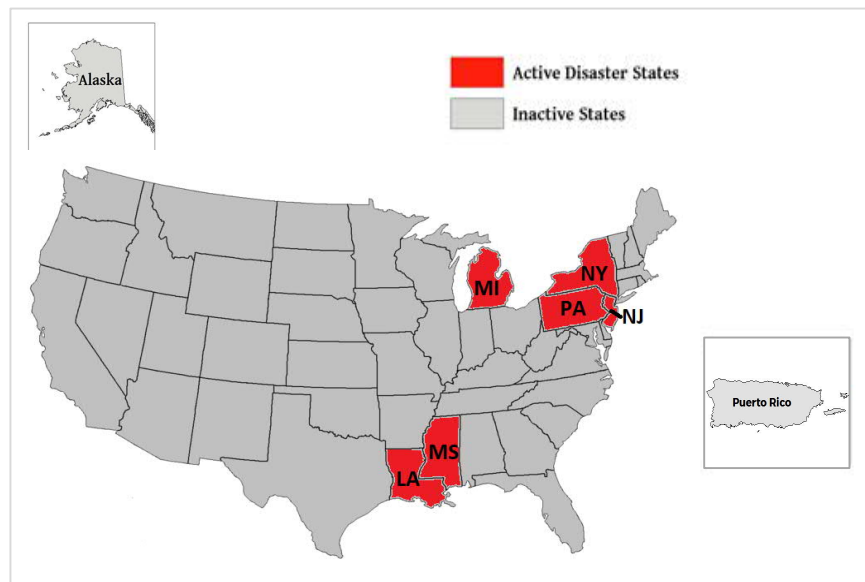 Alaska
Active Disaster States
Inactive States
MI
NY
PA
NJ
Puerto Rico
MS
LA